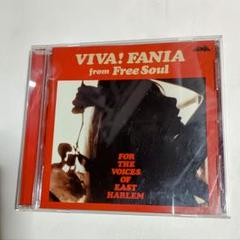 VIVA! FANIA
from Free Soul
FOR
THE
VOICES
OF
EAST
HARLEM